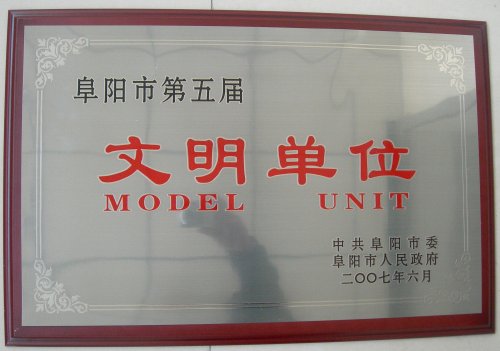 阜阳市第五届
文明单位
MODEL UNIT
中共阜阳市委
阜阳市人民政府
二〇〇七年六月